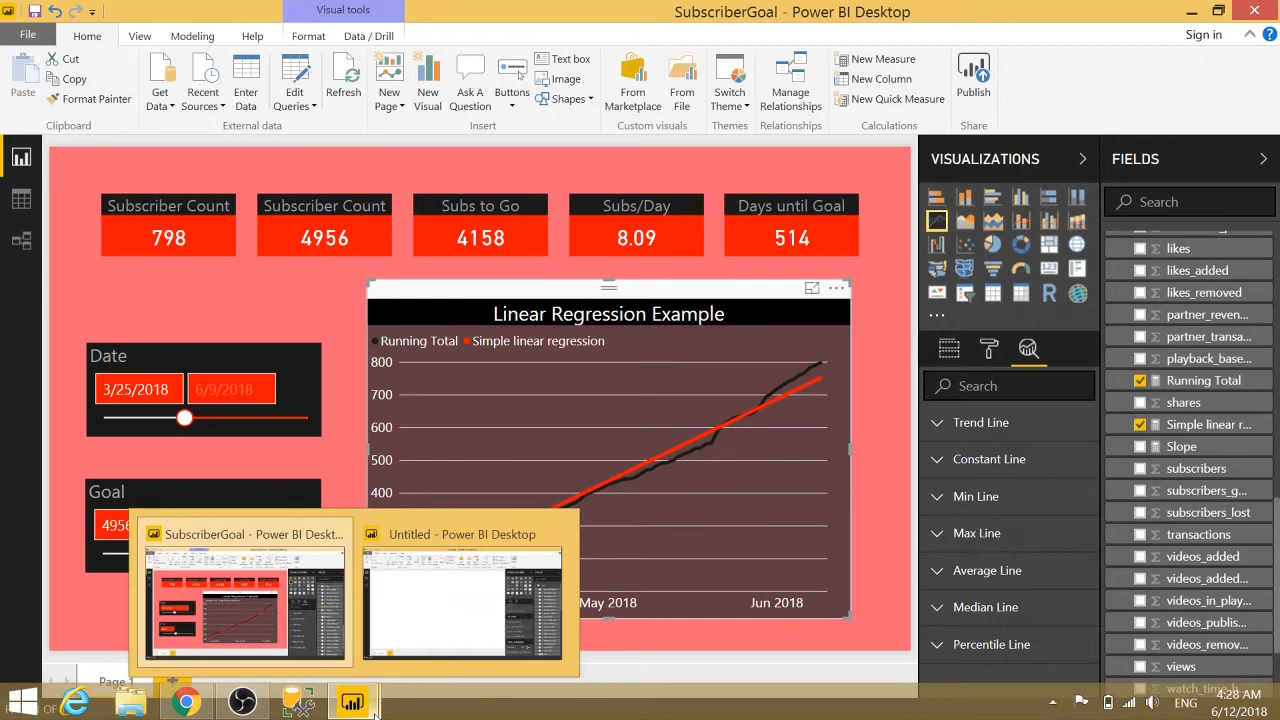 Visual tools
SubscriberGoal - Power BI Desktop
File
Home
View
Modeling
Help
Format
Data / Drill
Sign in
Paste
Cut
Copy
Format Painter
Clipboard
Get Data
Recent Sources
Enter Data
Edit Queries
Refresh
External data
New Page
New Visual
Ask A Question
Buttons
Text box
Image
Shapes
Insert
From Marketplace
From File
Custom visuals
Switch Theme
Themes
Manage Relationships
Relationships
New Measure
New Column
New Quick Measure
Calculations
Publish
Share
Subscriber Count
798
Subscriber Count
4956
Subs to Go
4158
Subs/Day
8.09
Days until Goal
514
Date
3/25/2018
6/9/2018
Goal
4956
Linear Regression Example
Running Total
Simple linear regression
800
700
600
500
400
May 2018
Jun 2018
SubscriberGoal - Power BI Deskt...
Untitled - Power BI Desktop
Page 1
VISUALIZATIONS
R
Search
Trend Line
Constant Line
Min Line
Max Line
Average Line
Median Line
Percentile Line
FIELDS
Search
likes
likes_added
likes_removed
partner_reven...
partner_transa...
playback_base...
Running Total
shares
Simple linear r...
Slope
subscribers
subscribers_g...
subscribers_lost
transactions
videos_added
videos_in_play...
videos_publis...
videos_remov...
views
ENG
4:28 AM
6/12/2018